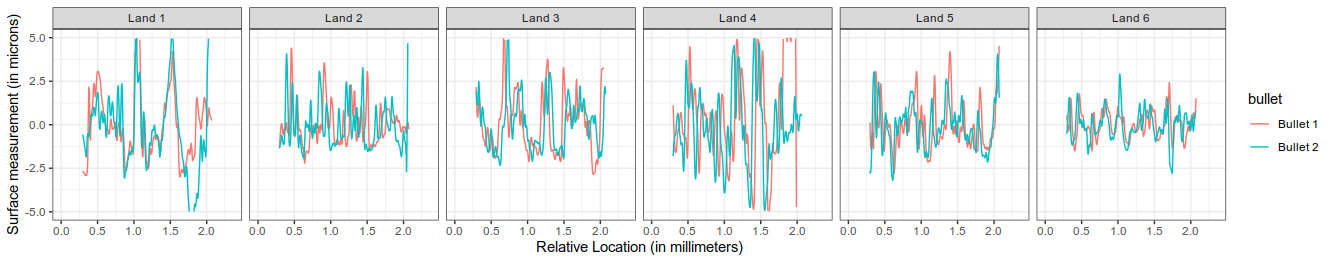 Land 1 Land 2 Land 3 Land 4 Land 5 Land 6
Surface measurement (in microns)
5.0
2.5
0.0
-2.5
-5.0
0.0 0.5 1.0 1.5 2.0 0.0 0.5 1.0 1.5 2.0 0.0 0.5 1.0 1.5 2.0 0.0 0.5 1.0 1.5 2.0 0.0 0.5 1.0 1.5 2.0 0.0 0.5 1.0 1.5 2.0
Relative Location (in millimeters)
bullet
Bullet 1
Bullet 2